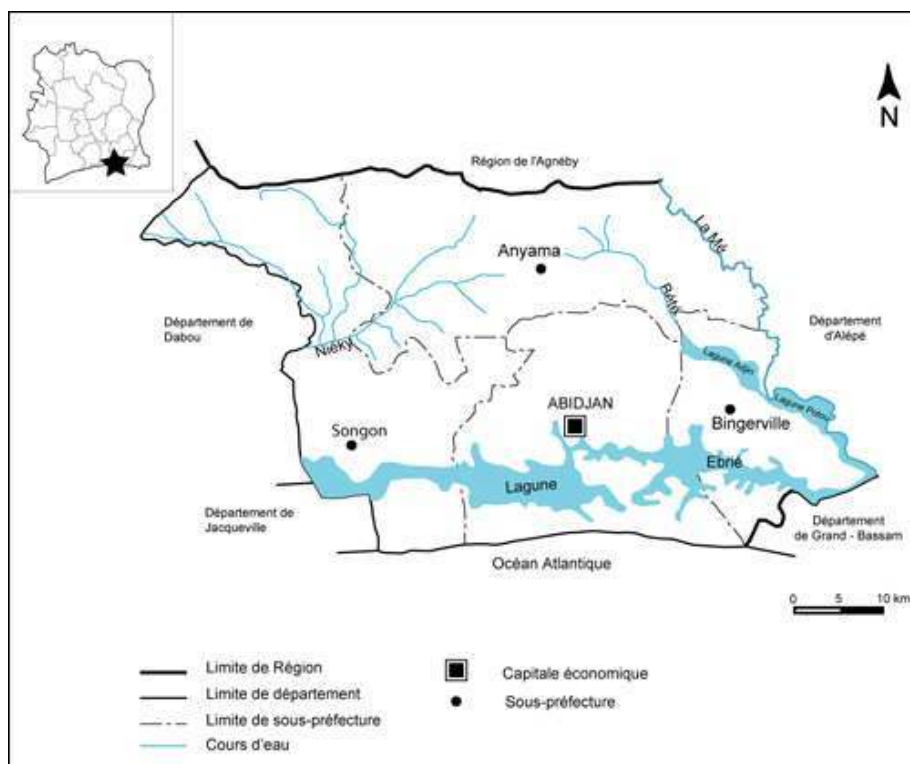 N
Région de l'Agnéby
La Mé
Anyama
Bété
Département de
Dabou
Département
d'Alépé
Niéky
Lagune Adjin
Lagune Potou
ABIDJAN
Bingerville
Songon
Ebrié
Lagune
Département de
Jacqueville
Département
de Grand - Bassam
Océan Atlantique
0 5 10 km
Limite de Région
Capitale économique
Limite de département
Sous-préfecture
Limite de sous-préfecture
Cours d'eau